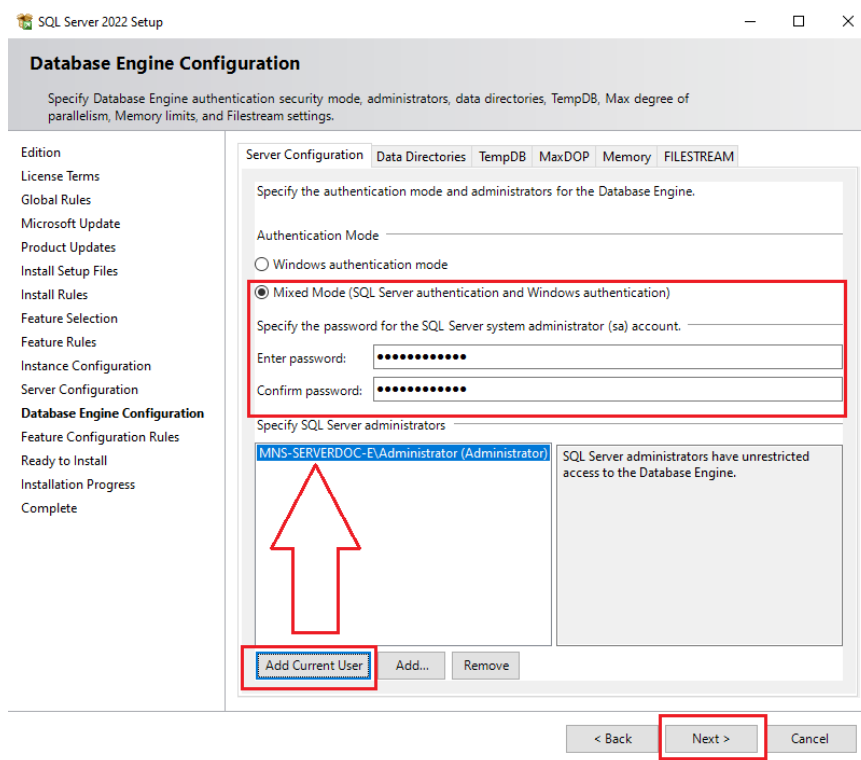 SQL Server 2022 Setup
Database Engine Configuration
Specify Database Engine authentication security mode, administrators, data directories, TempDB, Max degree of
parallelism, Memory limits, and Filestream settings.
Edition
License Terms
Global Rules
Microsoft Update
Product Updates
Install Setup Files
Install Rules
Feature Selection
Feature Rules
Instance Configuration
Server Configuration
Database Engine Configuration
Feature Configuration Rules
Ready to Install
Installation Progress
Complete
Server Configuration Data Directories TempDB MaxDOP Memory FILESTREAM
Specify the authentication mode and administrators for the Database Engine.
Authentication Mode
Windows authentication mode
Mixed Mode (SQL Server authentication and Windows authentication)
Specify the password for the SQL Server system administrator (sa) account.
Enter password: ●●●●●●●●●●●●
Confirm password: ●●●●●●●●●●●●
Specify SQL Server administrators
MNS-SERVERDOC-E\Administrator (Administrator)
SQL Server administrators have unrestricted
access to the Database Engine.
Add Current User Add... Remove
< Back Next > Cancel